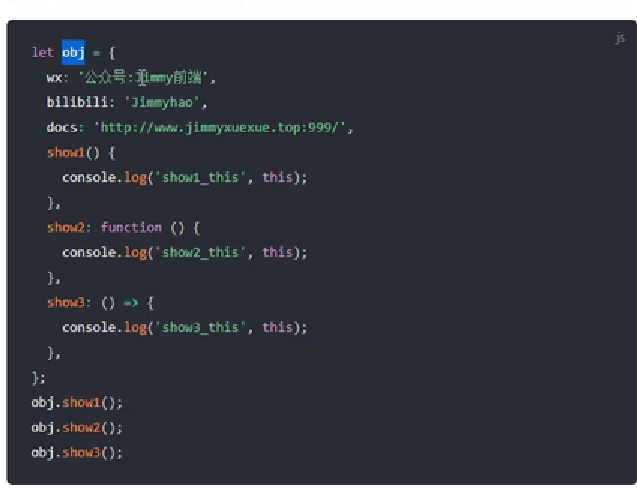 js
let obj = {
  wx: '公众号:Jimmy前端',
  bilibili: 'Jimmyhao',
  docs: 'http://www.jimmyxuexue.top:999/',
  show1() {
    console.log('show1_this', this);
  },
  show2: function () {
    console.log('show2_this', this);
  },
  show3: () => {
    console.log('show3_this', this);
  },
};
obj.show1();
obj.show2();
obj.show3();